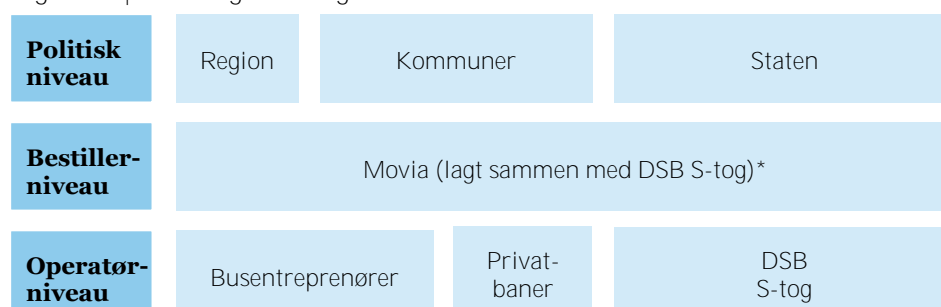 Politisk
niveau
Region
Kommuner
Staten
Bestiller-
niveau
Movia (lagt sammen med DSB S-tog)*
Operatør-
niveau
Busentreprenører
Privat-
baner
DSB
S-tog